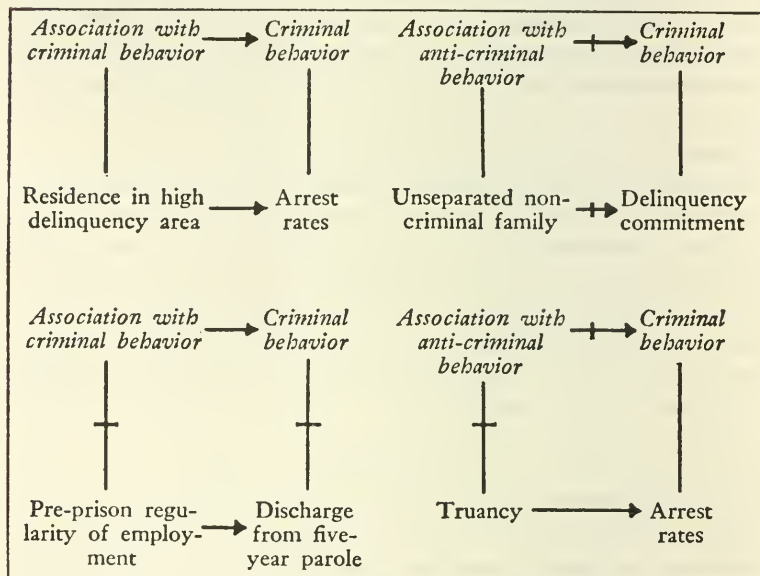 Association with
criminal behavior
Criminal
behavior
Association with
anti-criminal
behavior
Criminal
behavior
Residence in high
delinquency area
Arrest
rates
Unseparated non-
criminal family
Delinquency
commitment
Association with
criminal behavior
Criminal
behavior
Association with
anti-criminal
behavior
Criminal
behavior
Pre-prison regu-
larity of employ-
ment
Discharge
from five-
year parole
Truancy
Arrest
rates